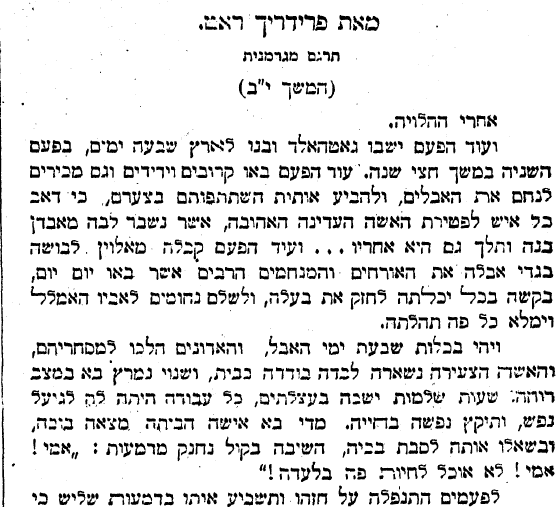 מאת פרידריך ראטט.
תרגם מגרמנית
(המשך י"ב)
אחרי ההלויה.
ועוד הפעם ישבו גאטהאלד ובנו לארץ שבעה ימים, בפעם
השניה במשך חצי שנה. עוד הפעם באו קרובים וידידים וגם מכירים
לנחם את האבלים, ולהביע אותית השתתפותם בצערם, כי דאב
כל איש לפטירת האשה העדינה האהובה, אשר נשבר לבה מאבדן
בנה ותלך גם היא אחריו... ועוד הפעם קבלה מאלווין לבושה
בגדי אבלה את האורחים והמנחמים הרבים אשר באו יום יום,
בקשה בכל יכלתה לחזק את בעלה, ולשלם נחומים לאביו האמלל
וימלא כל פה תהלתה.
ויהי בכלות שבעת ימי האבל, והאדונים הלכו למסחריהם,
והאשה הצעירה נשארה לבדה בודדה בבית, ושנוי נמרץ בא במצב
רוחה: שעות שלמות ישבה בעצלתים, כל עבודה היתה לה לגיעל
נפש, ותיקץ נפשה בחייה. מדי בא אישה הביתה מצאה בוכה,
ובשאלו אותה לסבת בכיה, השיבה בקול נחנק מדמעות: „אמי!
אמי! לא אוכל לחיות פה בלעדה!"
לפעמים התנפלה על חזהו ותשביע איתו בדמעות שליש כי